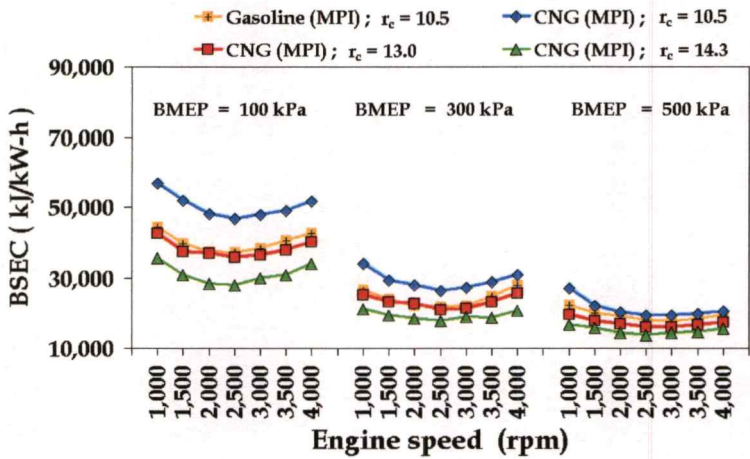 Gasoline (MPI) ; r_c = 10.5 CNG (MPI) ; r_c = 10.5
CNG (MPI) ; r_c = 13.0 CNG (MPI) ; r_c = 14.3
90,000
BMEP = 100 kPa BMEP = 300 kPa BMEP = 500 kPa
70,000
50,000
30,000
10,000
BSEC ( kJ/kW-h )
1,000 1,500 2,000 2,500 3,000 3,500 4,000 1,000 1,500 2,000 2,500 3,000 3,500 4,000 1,000 1,500 2,000 2,500 3,000 3,500 4,000
Engine speed (rpm)